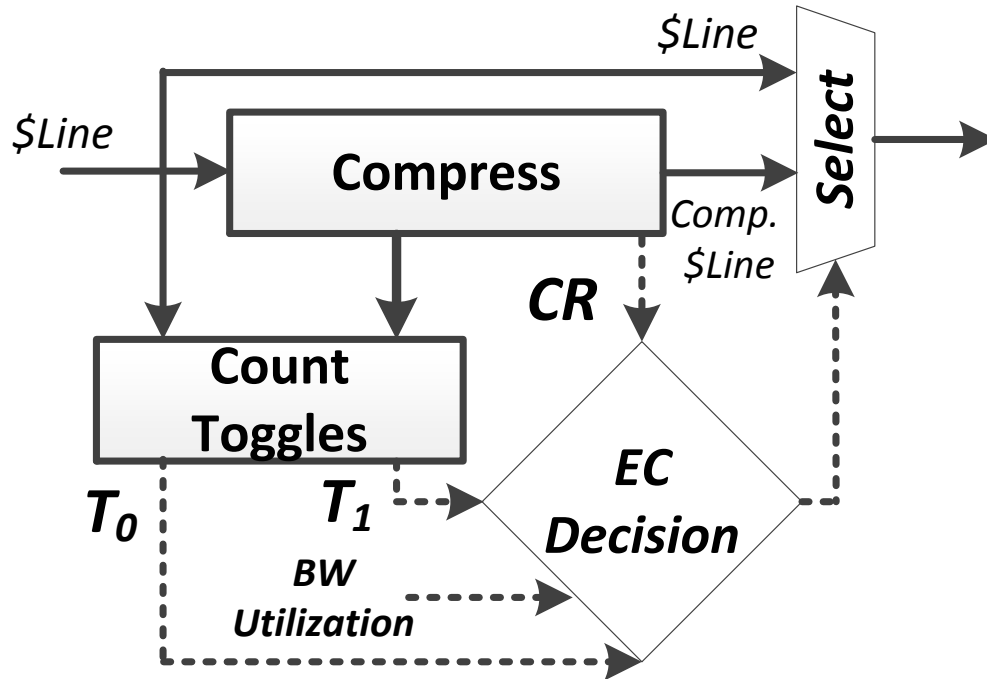 $Line
$Line
Select
Compress
Comp.
$Line
CR
Count
Toggles
T₀
T₁
EC
Decision
BW
Utilization